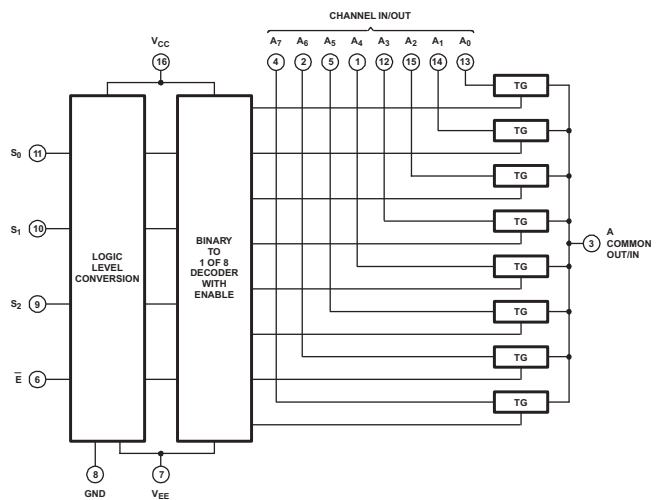 CHANNEL IN/OUT
VCC
A7 A6 A5 A4 A3 A2 A1 A0
16
4 2 5 1 12 15 14 13
TG
TG
S0 11
TG
TG
S1 10
LOGIC
LEVEL
CONVERSION
BINARY
TO
1 OF 8
DECODER
WITH
ENABLE
3
A
COMMON
OUT/IN
TG
S2 9
TG
TG
E̅ 6
TG
8
GND
7
VEE